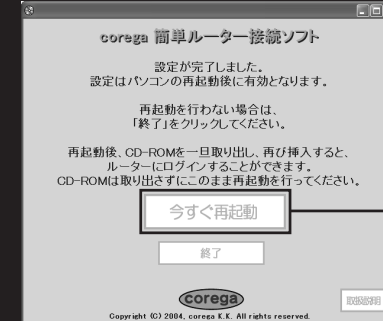 corega 簡単ルーター接続ソフト
設定が完了しました。
設定はパソコンの再起動後に有効となります。
再起動を行わない場合は、
「終了」をクリックしてください。
再起動後、CD-ROMを一旦取り出し、再び挿入すると、
ルーターにログインすることができます。
CD-ROMは取り出さずにこのまま再起動を行ってください。
今すぐ再起動
終了
corega
取扱説明
Copyright (C) 2004, corega K.K. All rights reserved.